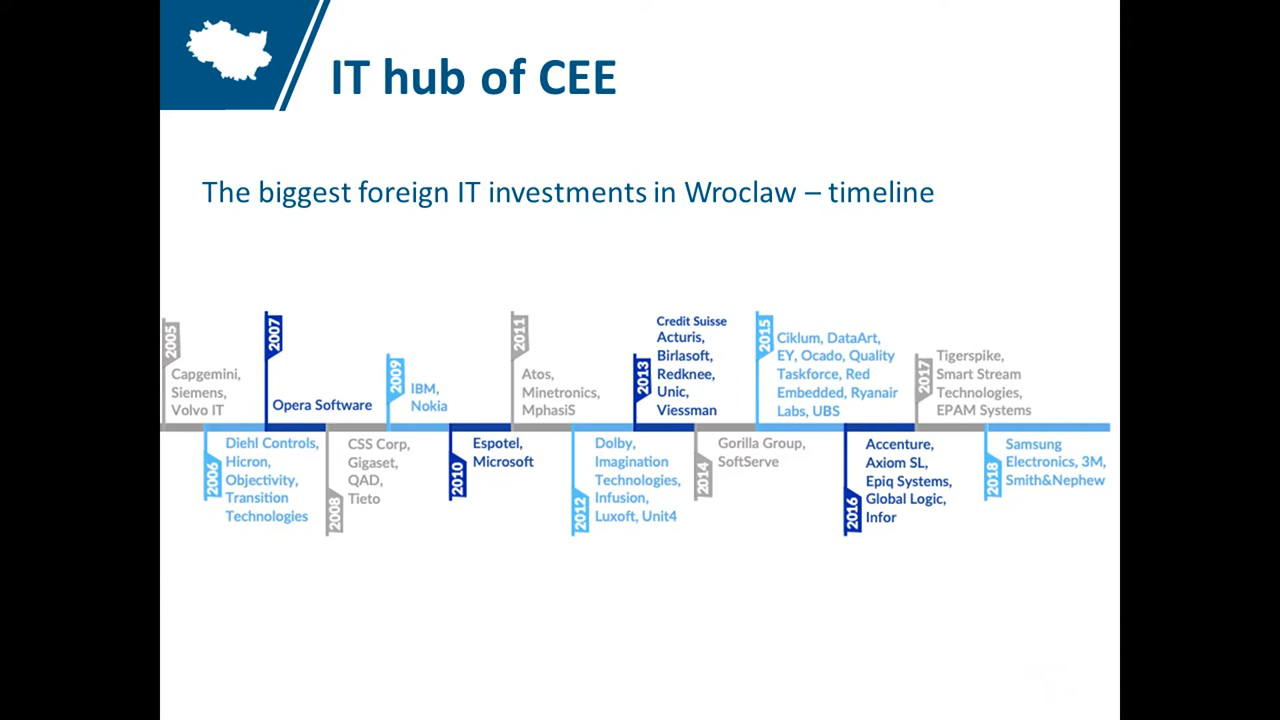 IT hub of CEE
The biggest foreign IT investments in Wroclaw – timeline
2005
Capgemini,
Siemens,
Volvo IT
2006
Diehl Controls,
Hicron,
Objectivity,
Transition
Technologies
2007
Opera Software
2008
CSS Corp,
Gigaset,
QAD,
Tieto
2009
IBM,
Nokia
2010
Espotel,
Microsoft
2011
Atos,
Minetronics,
MphasiS
2012
Dolby,
Imagination
Technologies,
Infusion,
Luxoft, Unit4
2013
Credit Suisse
Acturis,
Birlasoft,
Redknee,
Unic,
Viessman
2014
Gorilla Group,
SoftServe
2015
Ciklum, DataArt,
EY, Ocado, Quality
Taskforce, Red
Embedded, Ryanair
Labs, UBS
2016
Accenture,
Axiom SL,
Epiq Systems,
Global Logic,
Infor
2017
Tigerspike,
Smart Stream
Technologies,
EPAM Systems
2018
Samsung
Electronics, 3M,
Smith&Nephew